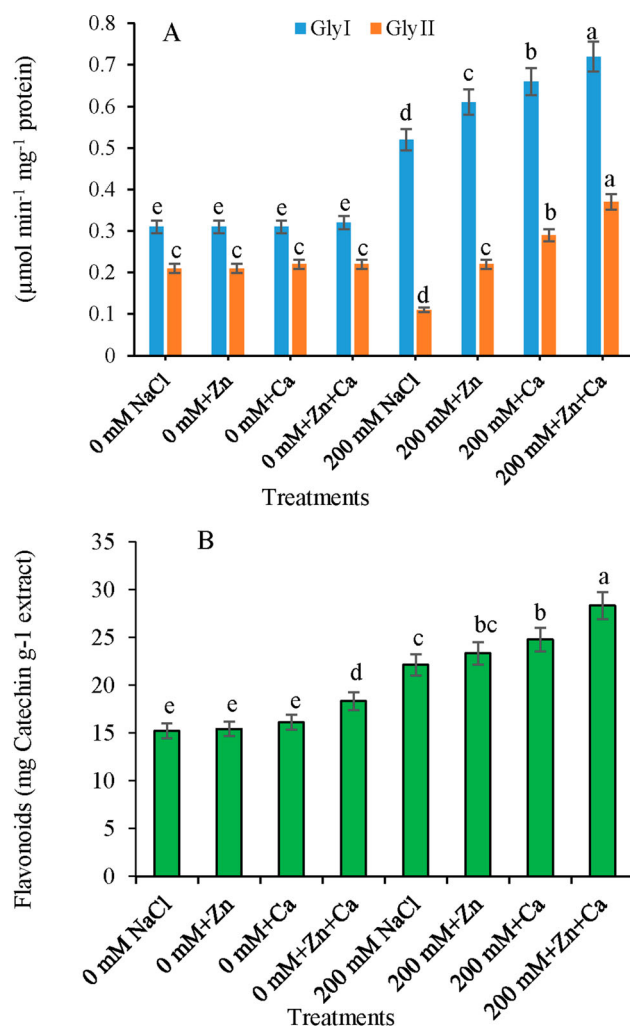 A
GlyI GlyII
(µmol min⁻¹ mg⁻¹ protein)
0.8
0.7
0.6
0.5
0.4
0.3
0.2
0.1
0
e c e c e c e c d d c c b b a a
0 mM NaCl
0 mM+Zn
0 mM+Ca
0 mM+Zn+Ca
200 mM NaCl
200 mM+Zn
200 mM+Ca
200 mM+Zn+Ca
Treatments
B
Flavonoids (mg Catechin g-1 extract)
35
30
25
20
15
10
5
0
e e e d c bc b a
0 mM NaCl
0 mM+Zn
0 mM+Ca
0 mM+Zn+Ca
200 mM NaCl
200 mM+Zn
200 mM+Ca
200 mM+Zn+Ca
Treatments